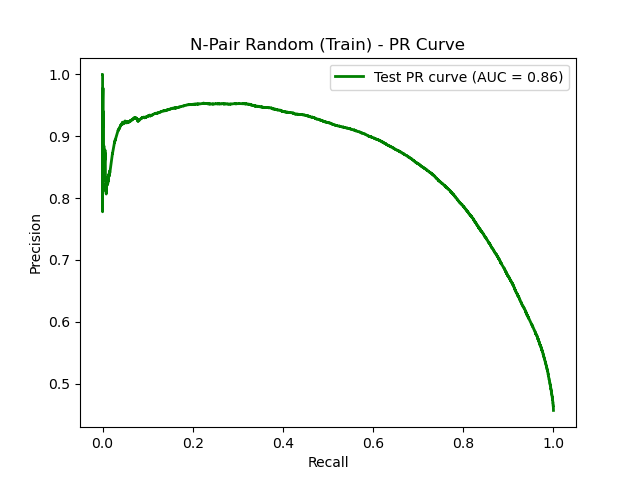 N-Pair Random (Train) - PR Curve
Test PR curve (AUC = 0.86)
1.0
0.9
0.8
0.7
0.6
0.5
Precision
0.0 0.2 0.4 0.6 0.8 1.0
Recall